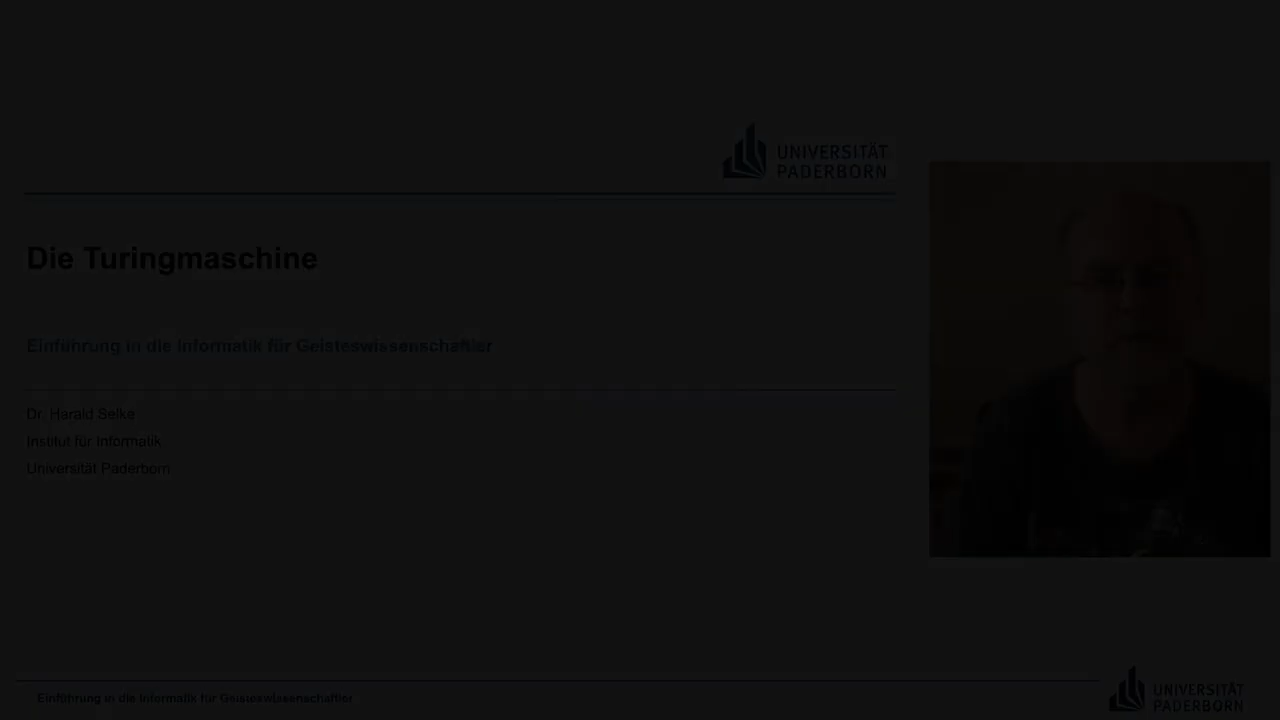 UNIVERSITÄT
PADERBORN
Die Turingmaschine
Einführung in die Informatik für Geisteswissenschaftler
Dr. Harald Selke
Institut für Informatik
Universität Paderborn
Einführung in die Informatik für Geisteswissenschaftler
UNIVERSITÄT
PADERBORN